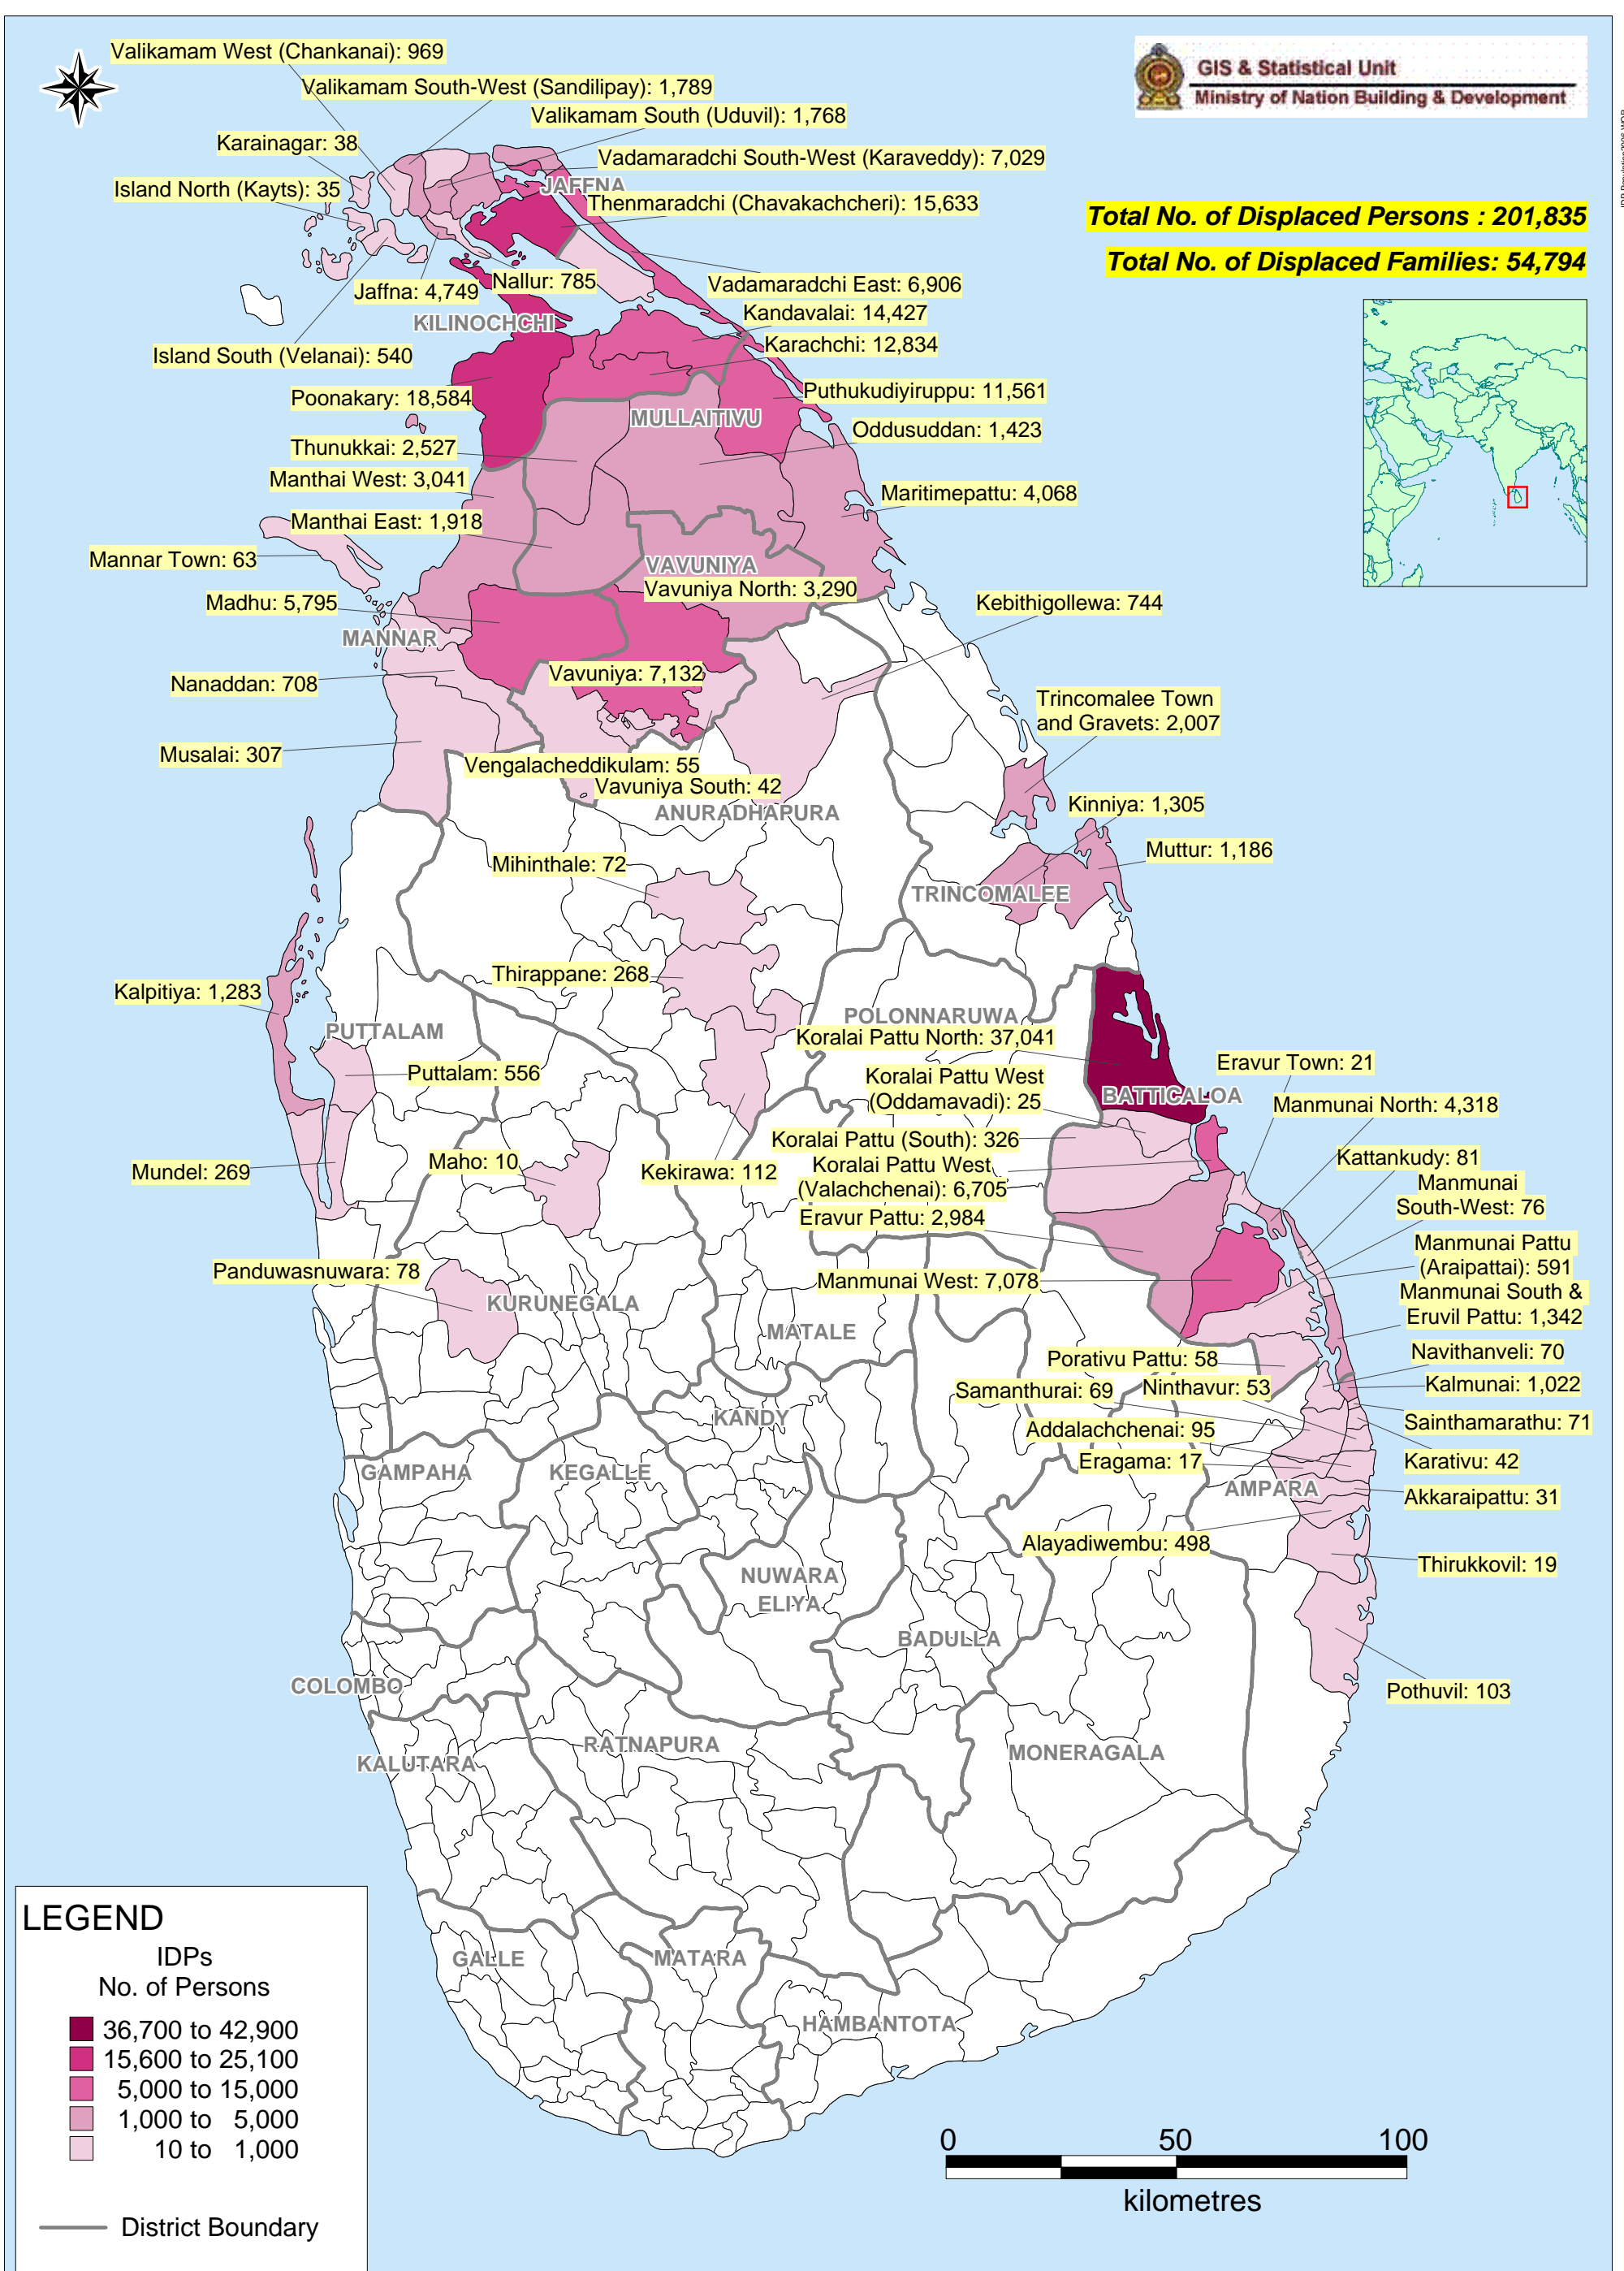 Valikamam West (Chankanai): 969
GIS & Statistical Unit
Ministry of Nation Building & Development
Valikamam South-West (Sandilipay): 1,789
Valikamam South (Uduvil): 1,768
Karainagar: 38
Vadamaradchi South-West (Karaveddy): 7,029
Island North (Kayts): 35
JAFFNA
Thenmaradchi (Chavakachcheri): 15,633
Total No. of Displaced Persons : 201,835
Total No. of Displaced Families: 54,794
Nallur: 785
Jaffna: 4,749
Vadamaradchi East: 6,906
Kandavalai: 14,427
KILINOCHCHI
Karachchi: 12,834
Island South (Velanai): 540
Poonakary: 18,584
Puthukudiyiruppu: 11,561
MULLAITIVU
Oddusuddan: 1,423
Thunukkai: 2,527
Manthai West: 3,041
Maritimepattu: 4,068
Manthai East: 1,918
Mannar Town: 63
VAVUNIYA
Vavuniya North: 3,290
Madhu: 5,795
Kebithigollewa: 744
MANNAR
Vavuniya: 7,132
Nanaddan: 708
Trincomalee Town
and Gravets: 2,007
Musalai: 307
Vengalacheddikulam: 55
Vavuniya South: 42
ANURADHAPURA
Kinniya: 1,305
Muttur: 1,186
Mihinthale: 72
TRINCOMALEE
Thirappane: 268
Kalpitiya: 1,283
POLONNARUWA
PUTTALAM
Koralai Pattu North: 37,041
Eravur Town: 21
Puttalam: 556
Koralai Pattu West
(Oddamavadi): 25
BATTICALOA
Manmunai North: 4,318
Koralai Pattu (South): 326
Kattankudy: 81
Maho: 10
Mundel: 269
Kekirawa: 112
Koralai Pattu West
(Valachchenai): 6,705
Manmunai
South-West: 76
Eravur Pattu: 2,984
Manmunai Pattu
(Araipattai): 591
Panduwasnuwara: 78
Manmunai West: 7,078
Manmunai South &
Eruvil Pattu: 1,342
KURUNEGALA
MATALE
Porativu Pattu: 58
Navithanveli: 70
Samanthurai: 69
Ninthavur: 53
Kalmunai: 1,022
KANDY
Addalachchenai: 95
Sainthamarathu: 71
Eragama: 17
Karativu: 42
GAMPAHA
KEGALLE
AMPARA
Akkaraipattu: 31
Alayadiwembu: 498
Thirukkovil: 19
NUWARA
ELIYA
BADULLA
COLOMBO
Pothuvil: 103
RATNAPURA
MONERAGALA
KALUTARA
LEGEND
IDPs
No. of Persons
36,700 to 42,900
15,600 to 25,100
5,000 to 15,000
1,000 to 5,000
10 to 1,000
District Boundary
GALLE
MATARA
HAMBANTOTA
0 50 100
kilometres